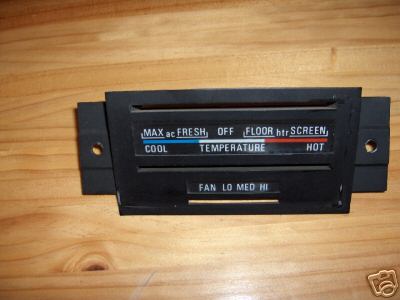 MAX ac FRESH OFF FLOOR htr SCREEN
COOL TEMPERATURE HOT
FAN LO MED HI